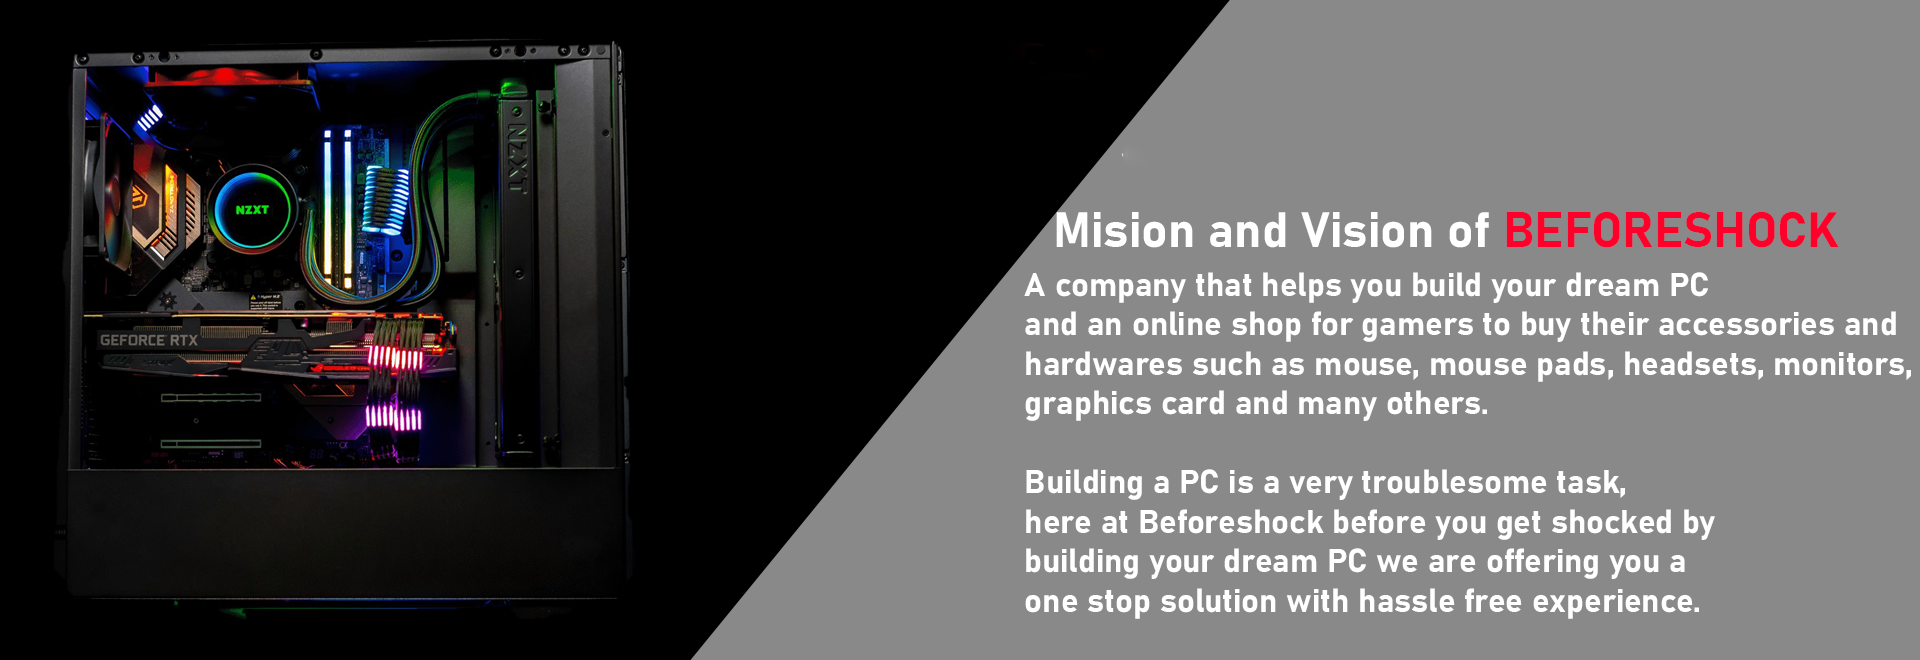 NZXT
NZXT
GEFORCE RTX
Mision and Vision of BEFORESHOCK
A company that helps you build your dream PC
and an online shop for gamers to buy their accessories and
hardwares such as mouse, mouse pads, headsets, monitors,
graphics card and many others.
Building a PC is a very troublesome task,
here at Beforeshock before you get shocked by
building your dream PC we are offering you a
one stop solution with hassle free experience.